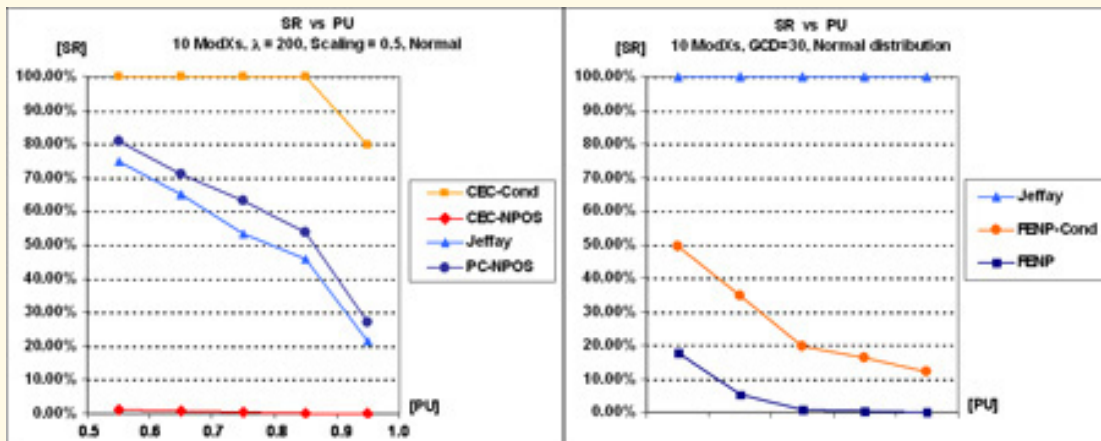 SR vs PU
[SR]
10 ModXs, λ = 200, Scaling = 0.5, Normal
100.00%
90.00%
80.00%
70.00%
60.00%
50.00%
40.00%
30.00%
20.00%
10.00%
0.00%
0.5
0.6
0.7
0.8
0.9
1.0
[PU]
CEC-Cond
CEC-NPOS
Jeffay
PC-NPOS
SR vs PU
[SR]
10 ModXs, GCD=30, Normal distribution
100.00%
90.00%
80.00%
70.00%
60.00%
50.00%
40.00%
30.00%
20.00%
10.00%
0.00%
[PU]
Jeffay
FENP-Cond
FENP